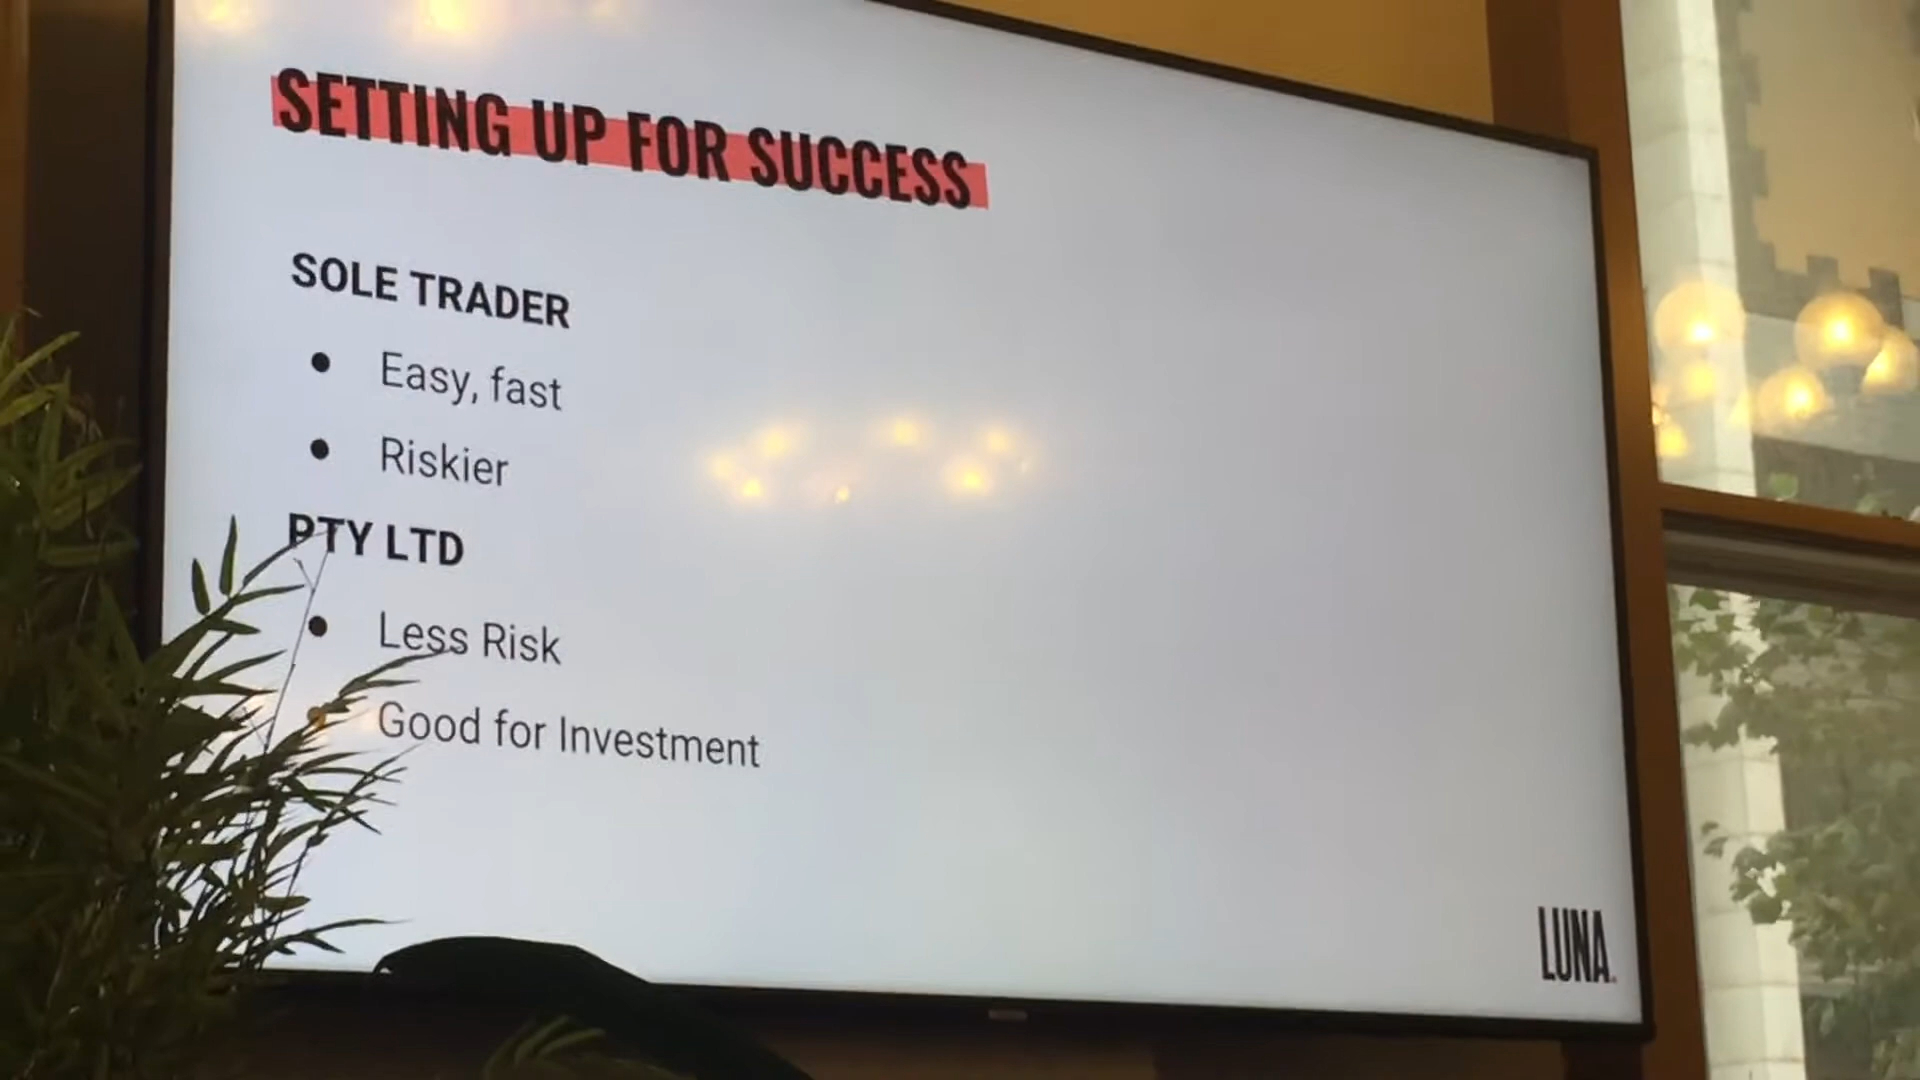 SETTING UP FOR SUCCESS
SOLE TRADER
Easy, fast
Riskier
PTY LTD
Less Risk
Good for Investment
LUNA